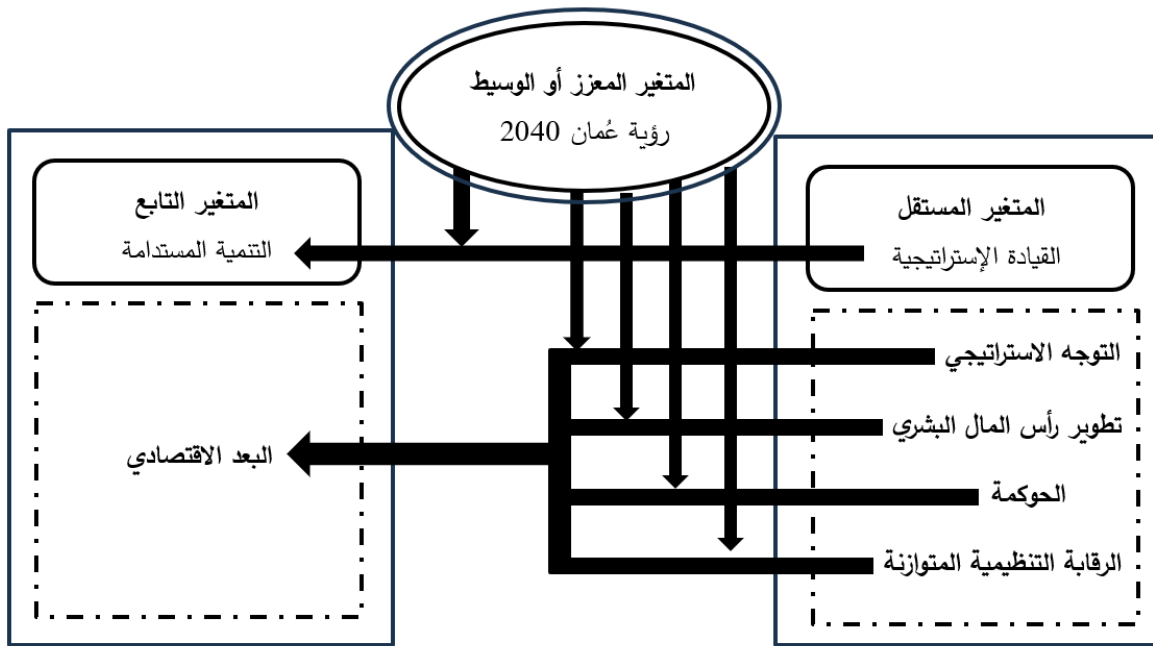 المتغير المعزز أو الوسيط
رؤية عُمان 2040
المتغير المستقل
القيادة الإستراتيجية
المتغير التابع
التنمية المستدامة
التوجه الاستراتيجي
تطوير رأس المال البشري
الحوكمة
الرقابة التنظيمية المتوازنة
البعد الاقتصادي